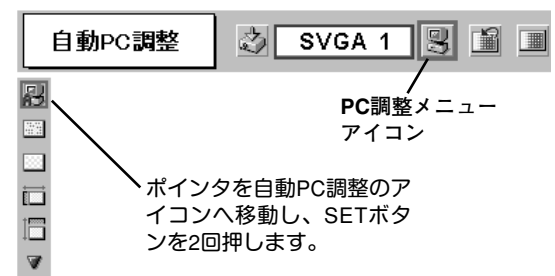 自動PC調整
SVGA 1
PC調整メニュー
アイコン
ポインタを自動PC調整のア
イコンへ移動し、SETボタ
ンを2回押します。